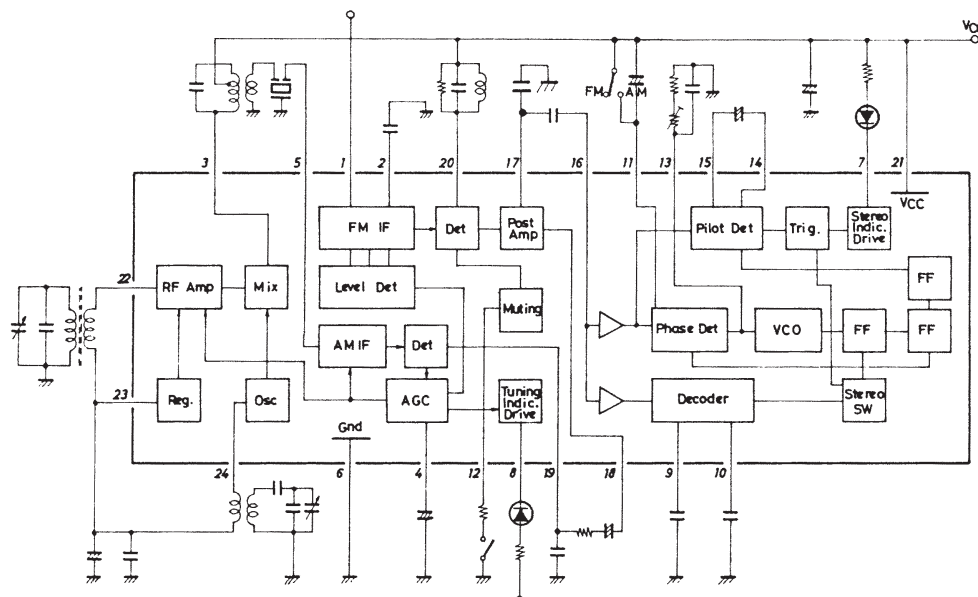 Vc
FM AM
3 5 1 2 20 17 16 11 13 15 14 7 21
VCC
FM IF
Det
Post Amp
Pilot Det
Trig.
Stereo Indic. Drive
22
RF Amp
Mix
Level Det
Muting
FF
AM IF
Det
Phase Det
VCO
FF
FF
23
Reg.
Osc
AGC
Tuning Indic. Drive
Decoder
Stereo SW
Gnd
24 6 4 12 8 19 18 9 10